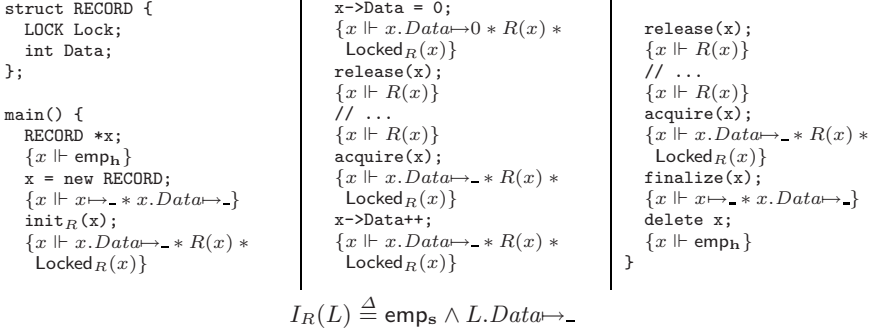 struct RECORD {
LOCK Lock;
int Data;
};
main() {
RECORD *x;
{x ⊩ emp_h}
x = new RECORD;
{x ⊩ x↦_ * x.Data↦_}
init_R(x);
{x ⊩ x.Data↦_ * R(x) *
Locked_R(x)}
x->Data = 0;
{x ⊩ x.Data↦0 * R(x) *
Locked_R(x)}
release(x);
{x ⊩ R(x)}
// ...
{x ⊩ R(x)}
acquire(x);
{x ⊩ x.Data↦_ * R(x) *
Locked_R(x)}
x->Data++;
{x ⊩ x.Data↦_ * R(x) *
Locked_R(x)}
release(x);
{x ⊩ R(x)}
// ...
{x ⊩ R(x)}
acquire(x);
{x ⊩ x.Data↦_ * R(x) *
Locked_R(x)}
finalize(x);
{x ⊩ x↦_ * x.Data↦_}
delete x;
{x ⊩ emp_h}
}
I_R(L) ≜ emp_s ∧ L.Data↦_